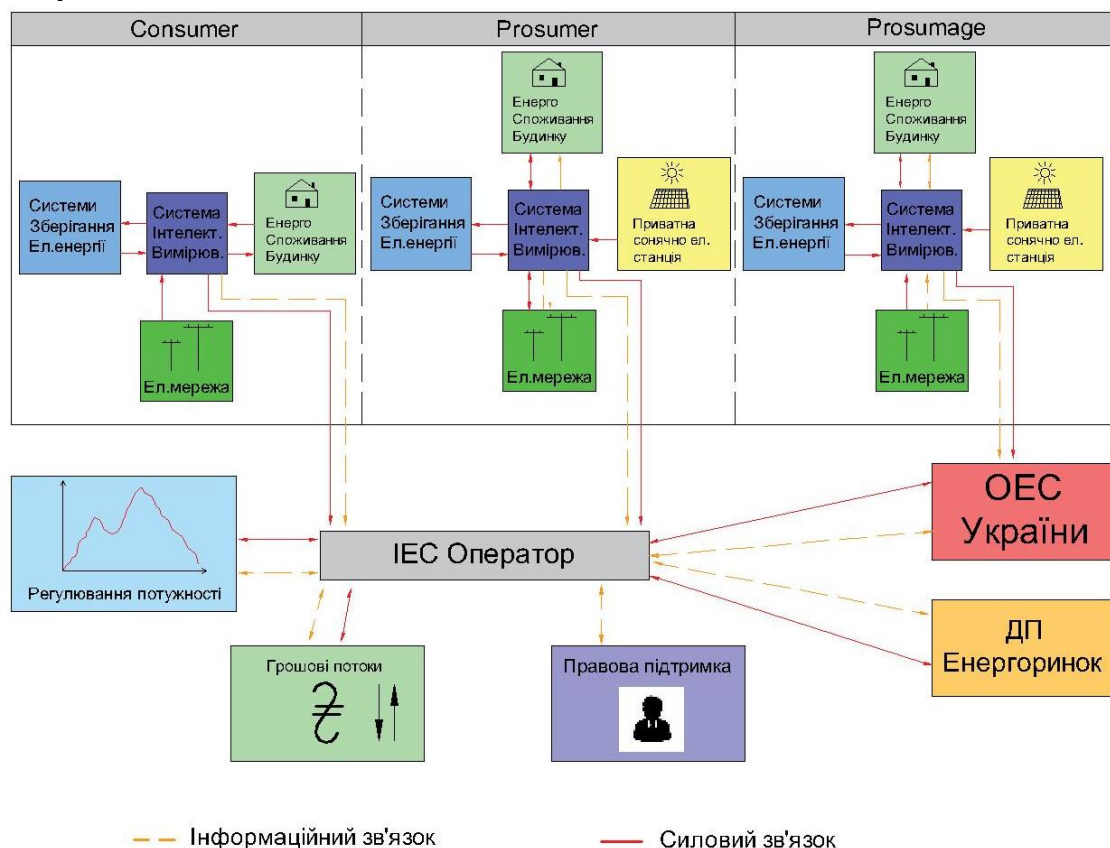 Consumer
Prosumer
Prosumage
Системи
Зберігання
Ел.енергії
Система
Інтелект.
Вимірюв.
Енерго
Споживання
Будинку
Ел.мережа
Енерго
Споживання
Будинку
Системи
Зберігання
Ел.енергії
Система
Інтелект.
Вимірюв.
Приватна
сонячно ел.
станція
Ел.мережа
Енерго
Споживання
Будинку
Системи
Зберігання
Ел.енергії
Система
Інтелект.
Вимірюв.
Приватна
сонячно ел.
станція
Ел.мережа
Регулювання потужності
ІЕС Оператор
ОЕС
України
ДП
Енергоринок
Грошові потоки
₴
Правова підтримка
Інформаційний зв'язок
Силовий зв'язок